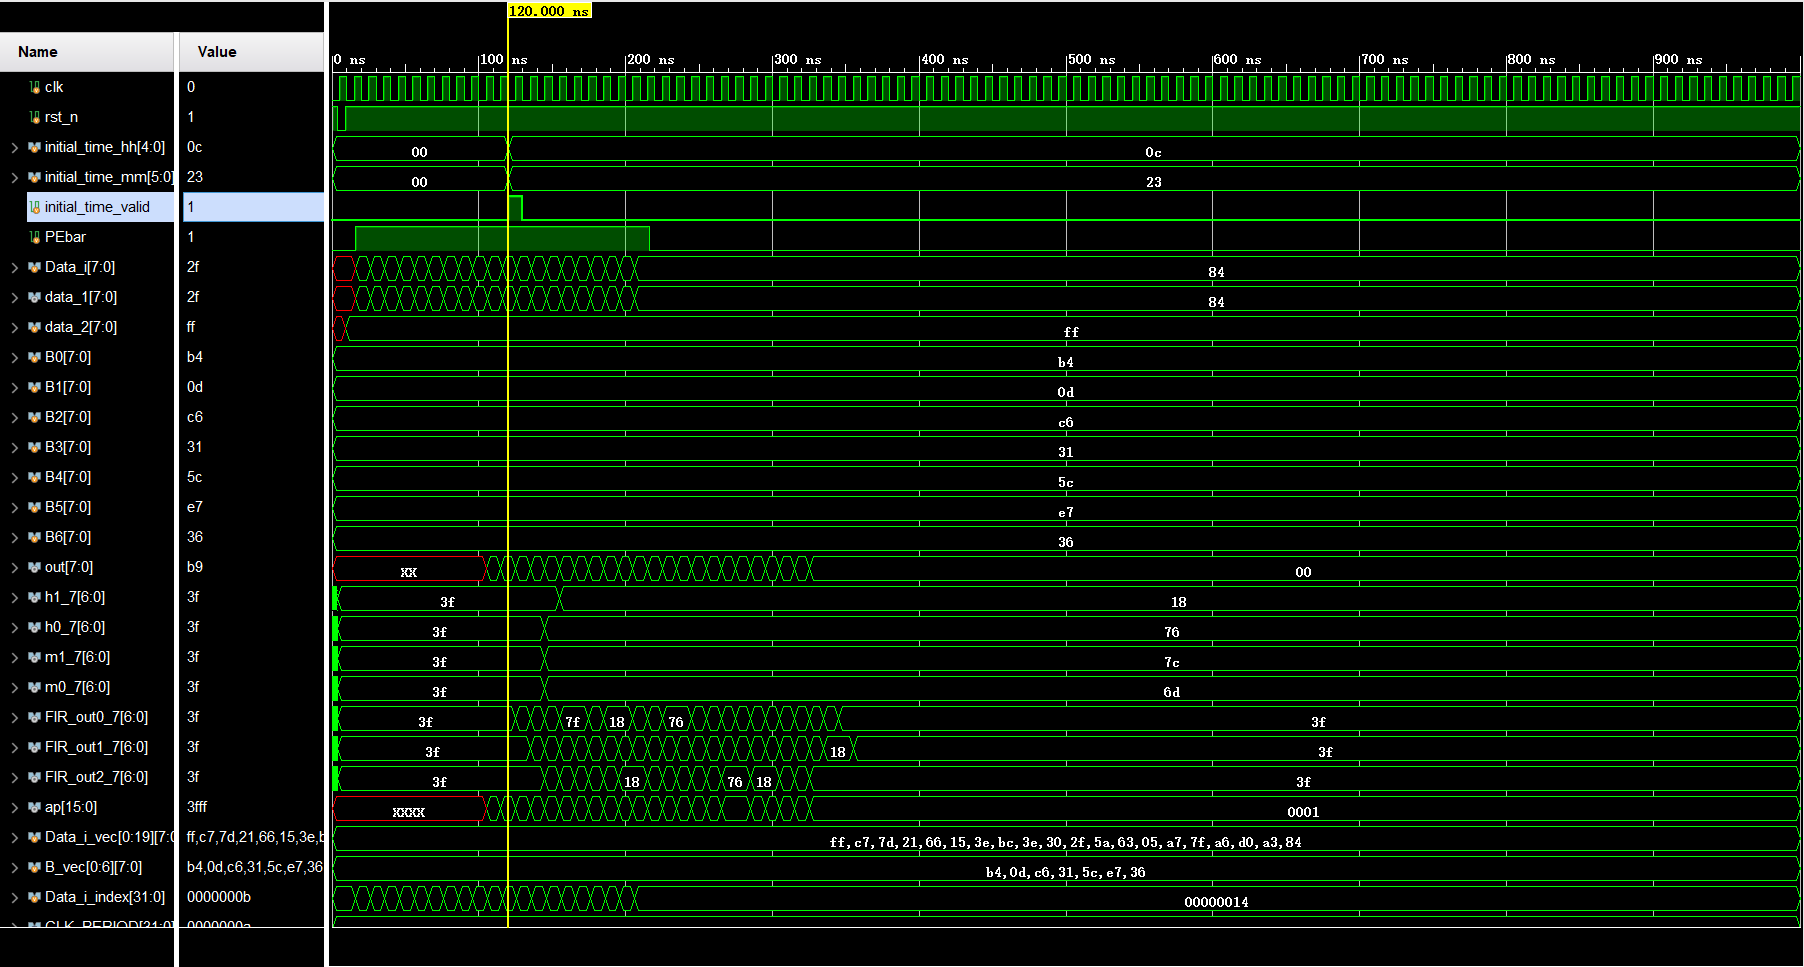 120.000 ns
Name Value
0 ns 100 ns 200 ns 300 ns 400 ns 500 ns 600 ns 700 ns 800 ns 900 ns
clk 0
rst_n 1
initial_time_hh[4:0] 0c 00 0c
initial_time_mm[5:0] 23 00 23
initial_time_valid 1
PEbar 1
Data_i[7:0] 2f 84
data_1[7:0] 2f 84
data_2[7:0] ff ff
B0[7:0] b4 b4
B1[7:0] 0d 0d
B2[7:0] c6 c6
B3[7:0] 31 31
B4[7:0] 5c 5c
B5[7:0] e7 e7
B6[7:0] 36 36
out[7:0] b9 XX 00
h1_7[6:0] 3f 3f 18
h0_7[6:0] 3f 3f 76
m1_7[6:0] 3f 3f 7c
m0_7[6:0] 3f 3f 6d
FIR_out0_7[6:0] 3f 3f 7f 18 76 3f
FIR_out1_7[6:0] 3f 3f 18 3f
FIR_out2_7[6:0] 3f 3f 18 76 18 3f
ap[15:0] 3fff XXXX 0001
Data_i_vec[0:19][7:0 ff,c7,7d,21,66,15,3e,b ff,c7,7d,21,66,15,3e,bc,3e,30,2f,5a,63,05,a7,7f,a6,d0,a3,84
B_vec[0:6][7:0] b4,0d,c6,31,5c,e7,36 b4,0d,c6,31,5c,e7,36
Data_i_index[31:0] 0000000b 00000014
CLK_PERIOD[31:0] 0000000a